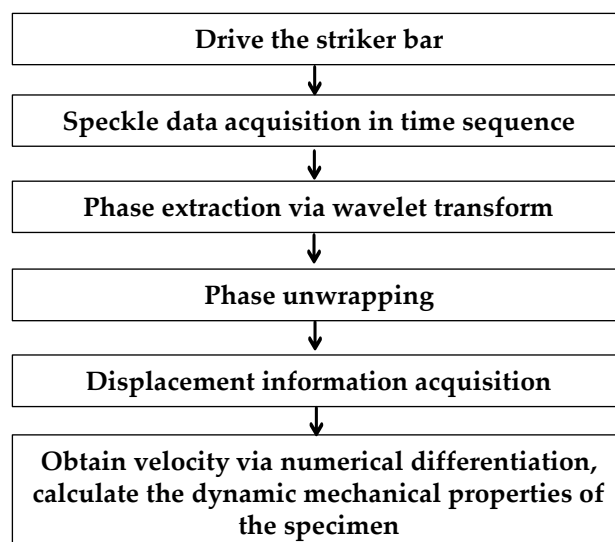 Drive the striker bar
Speckle data acquisition in time sequence
Phase extraction via wavelet transform
Phase unwrapping
Displacement information acquisition
Obtain velocity via numerical differentiation,
calculate the dynamic mechanical properties of
the specimen